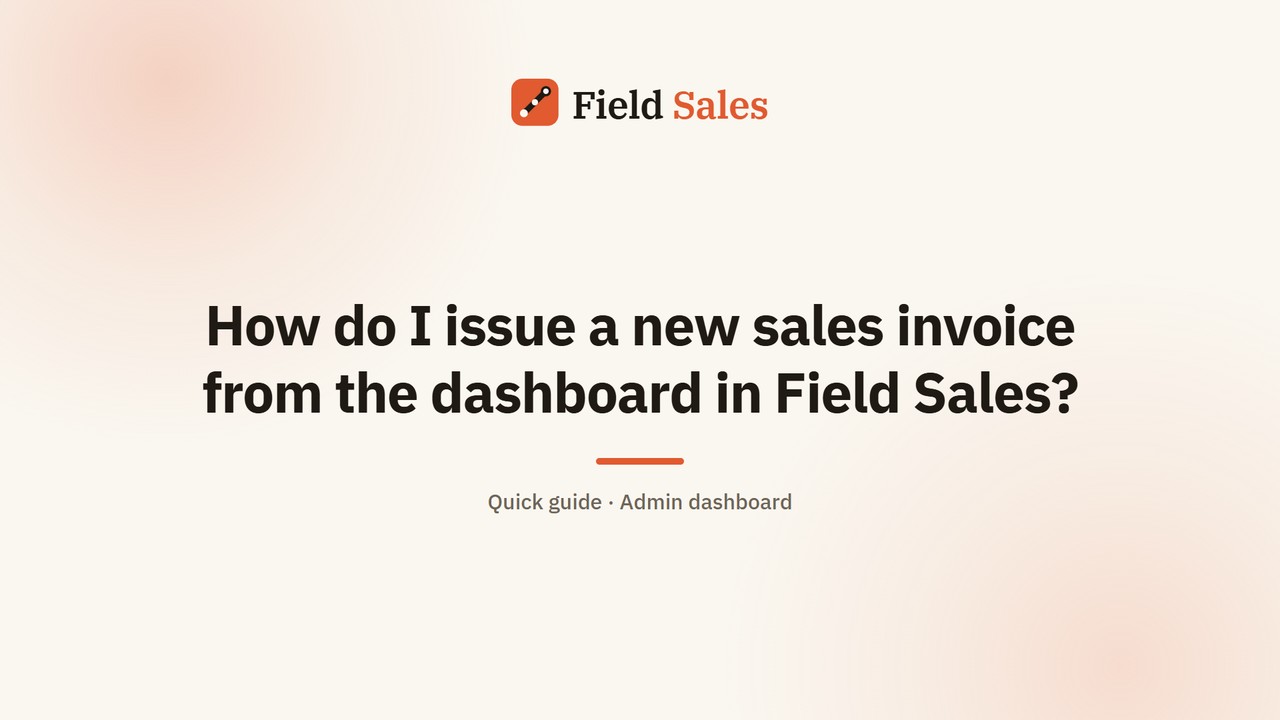 Field Sales
How do I issue a new sales invoice
from the dashboard in Field Sales?
Quick guide · Admin dashboard